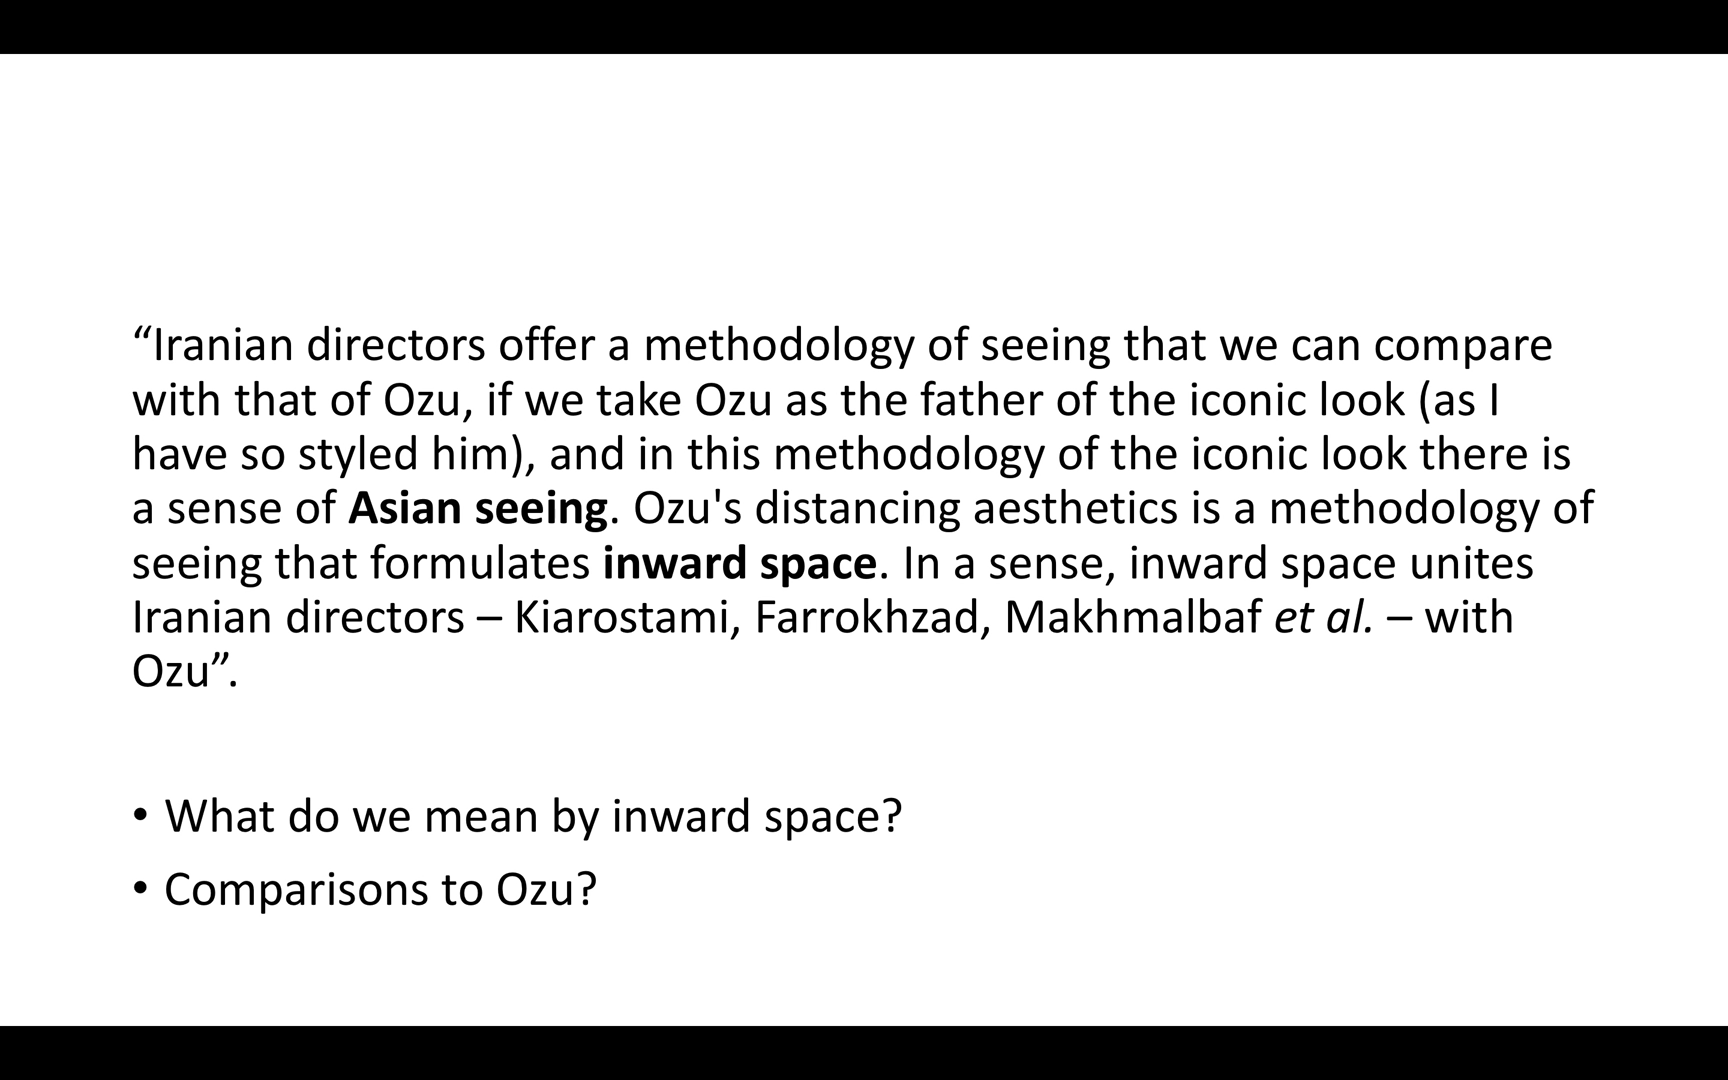 “Iranian directors offer a methodology of seeing that we can compare
with that of Ozu, if we take Ozu as the father of the iconic look (as I
have so styled him), and in this methodology of the iconic look there is
a sense of Asian seeing. Ozu's distancing aesthetics is a methodology of
seeing that formulates inward space. In a sense, inward space unites
Iranian directors – Kiarostami, Farrokhzad, Makhmalbaf et al. – with
Ozu”.
• What do we mean by inward space?
• Comparisons to Ozu?